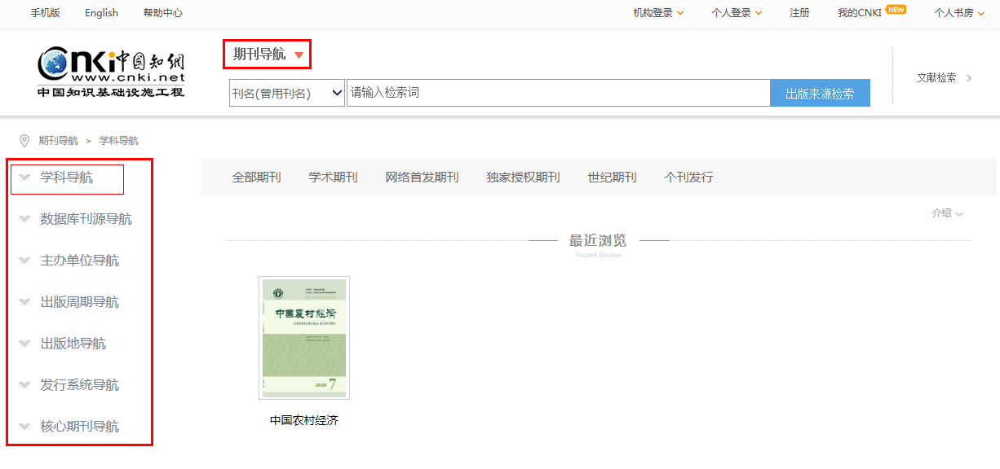 手机版 English 帮助中心 机构登录 个人登录 注册 我的CNKI NEW 个人书房
cnki 中国知網
www.cnki.net
中国知识基础设施工程
期刊导航
刊名(曾用刊名) 请输入检索词 出版来源检索
文献检索
期刊导航 > 学科导航
学科导航
数据库刊源导航
主办单位导航
出版周期导航
出版地导航
发行系统导航
核心期刊导航
全部期刊 学术期刊 网络首发期刊 独家授权期刊 世纪期刊 个刊发行
介绍
最近浏览
Recent Browse
中国農村経済
CHINESE RURAL ECONOMY
2020 7
中国农村经济